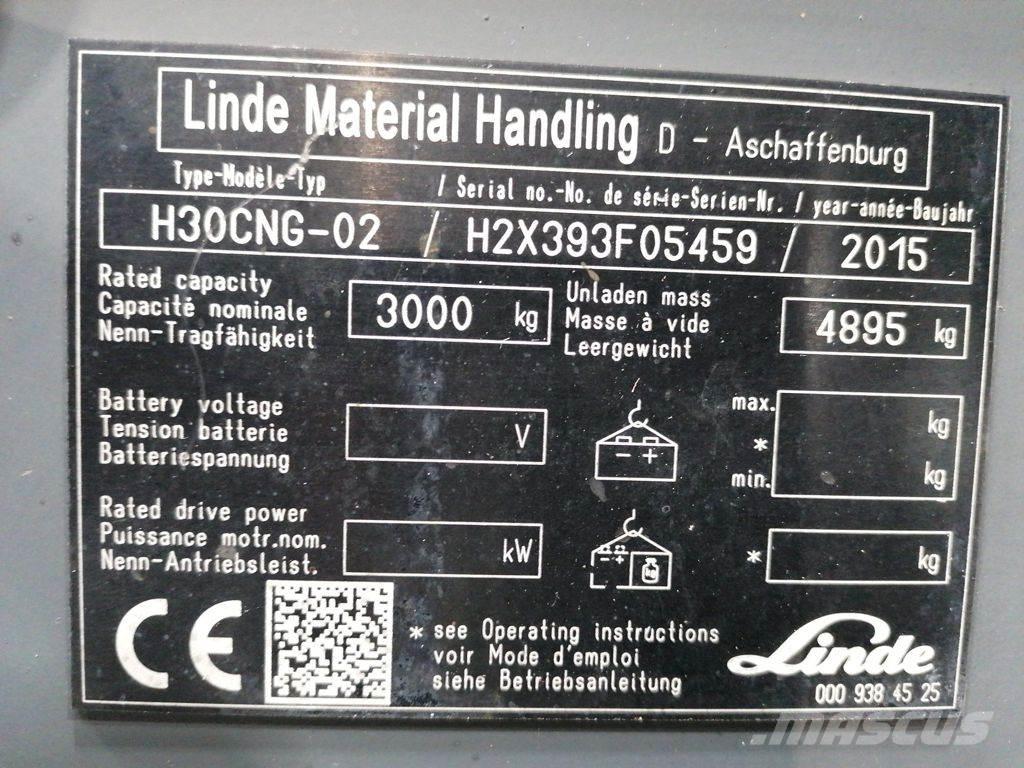 Linde Material Handling D - Aschaffenburg
Type-Modèle-Typ / Serial no.-No. de série-Serien-Nr. / year-année-Baujahr
H30CNG-02 / H2X393F05459 / 2015
Rated capacity
Capacité nominale
Nenn-Tragfähigkeit
3000 kg
Unladen mass
Masse à vide
Leergewicht
4895 kg
Battery voltage
Tension batterie
Batteriespannung
V
- +
max. kg
*
min. kg
Rated drive power
Puissance motr.nom.
Nenn-Antriebsleist.
kW
- + kg
* kg
CE
* see Operating instructions
voir Mode d'emploi
siehe Betriebsanleitung
Linde
000 938 45 25
MASCUS